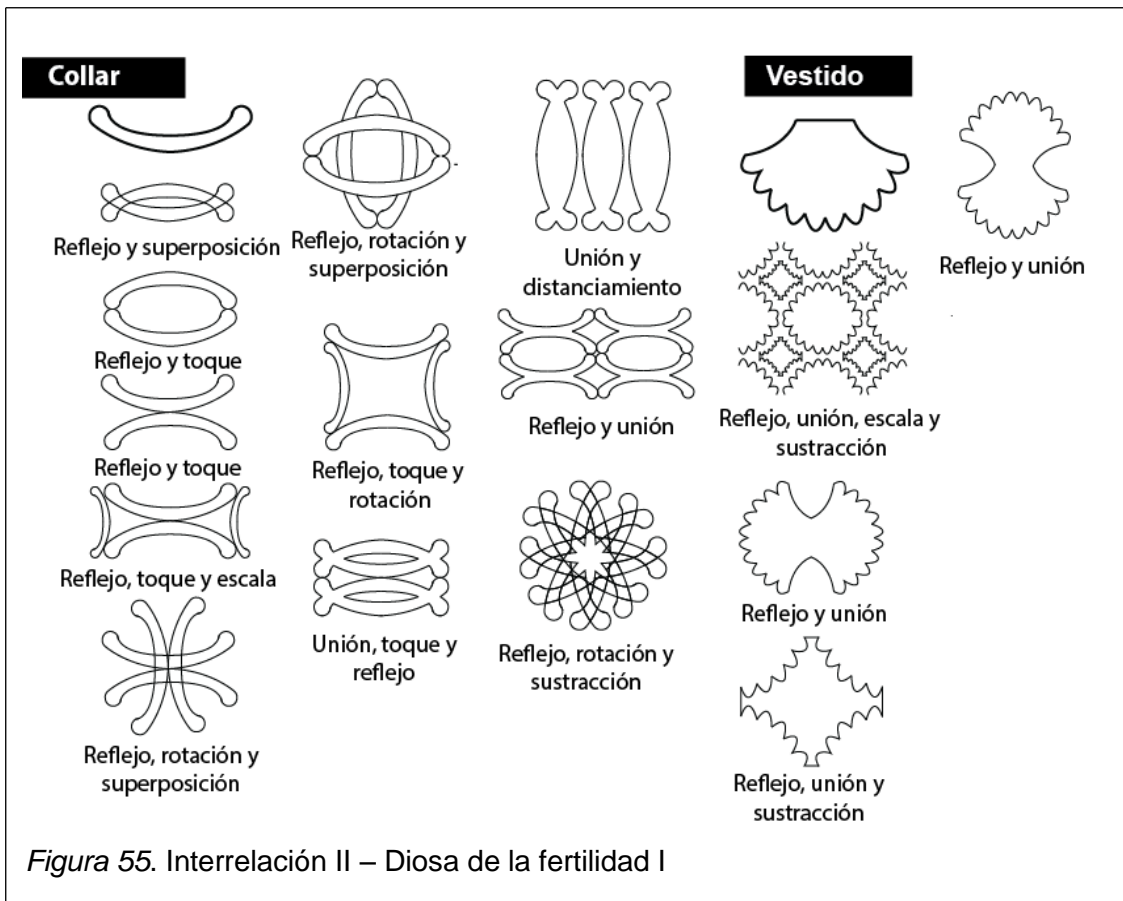 Collar
Reflejo y superposición
Reflejo y toque
Reflejo y toque
Reflejo, toque y escala
Reflejo, rotación y
superposición
Reflejo, rotación y
superposición
Reflejo, toque y
rotación
Unión, toque y
reflejo
Unión y
distanciamiento
Reflejo y unión
Reflejo, rotación y
sustracción
Vestido
Reflejo, unión, escala y
sustracción
Reflejo y unión
Reflejo, unión y
sustracción
Reflejo y unión
Figura 55. Interrelación II – Diosa de la fertilidad I